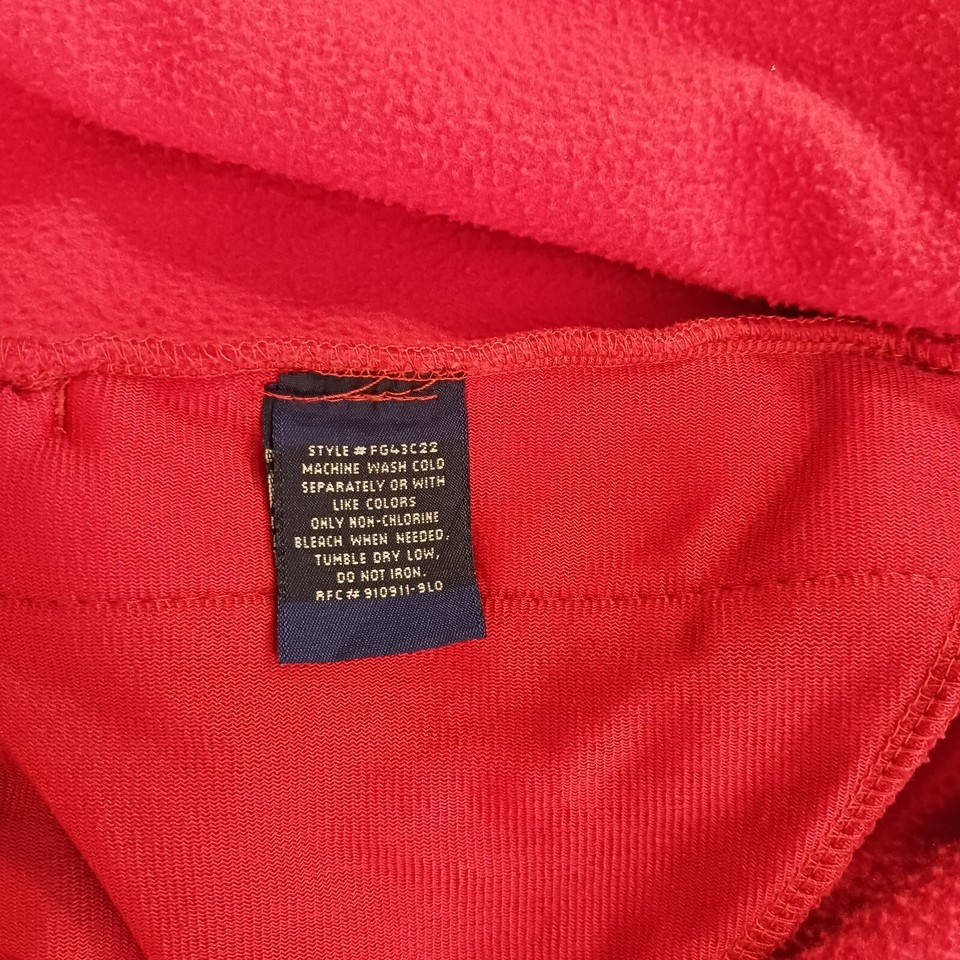 STYLE # FG43C22
MACHINE WASH COLD
SEPARATELY OR WITH
LIKE COLORS
ONLY NON-CHLORINE
BLEACH WHEN NEEDED,
TUMBLE DRY LOW,
DO NOT IRON.
RFC# 910911-9LO